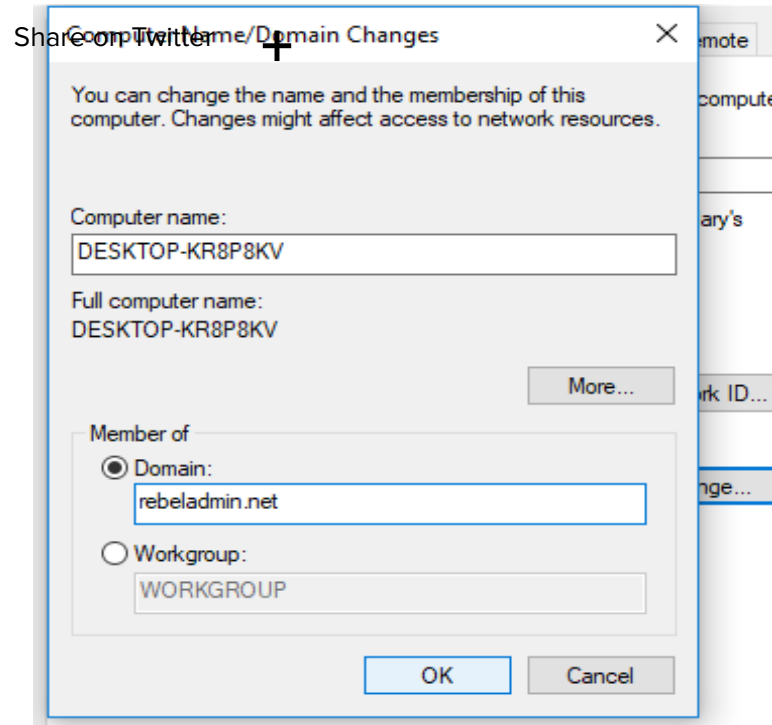 Share on Twitter
Computer Name/Domain Changes
emote
You can change the name and the membership of this
computer. Changes might affect access to network resources.
compute
Computer name:
ary's
DESKTOP-KR8P8KV
Full computer name:
DESKTOP-KR8P8KV
More...
rk ID...
Member of
Domain:
rebeladmin.net
nge...
Workgroup:
WORKGROUP
OK
Cancel